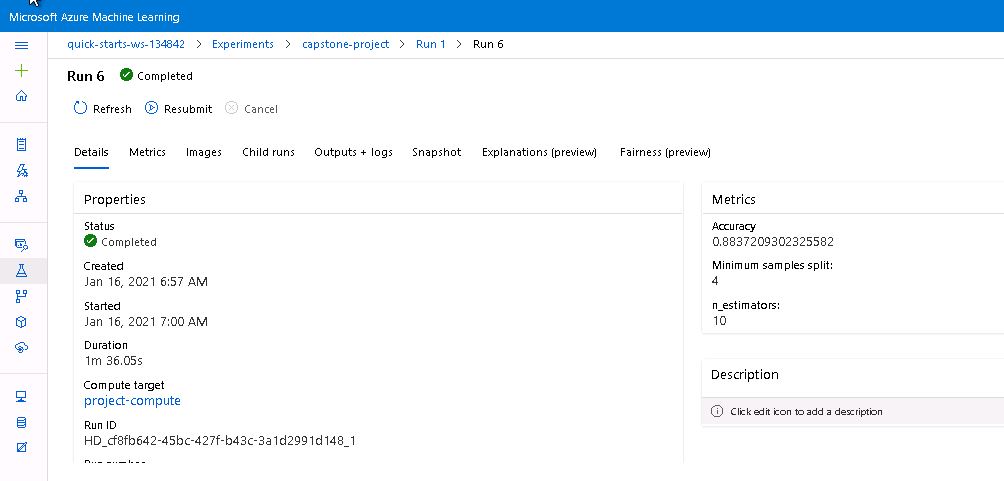 Microsoft Azure Machine Learning
quick-starts-ws-134842 > Experiments > capstone-project > Run 1 > Run 6
Run 6 Completed
Refresh Resubmit Cancel
Details Metrics Images Child runs Outputs + logs Snapshot Explanations (preview) Fairness (preview)
Properties
Status
Completed
Created
Jan 16, 2021 6:57 AM
Started
Jan 16, 2021 7:00 AM
Duration
1m 36.05s
Compute target
project-compute
Run ID
HD_cf8fb642-45bc-427f-b43c-3a1d2991d148_1
Run number
Metrics
Accuracy
0.8837209302325582
Minimum samples split:
4
n_estimators:
10
Description
Click edit icon to add a description